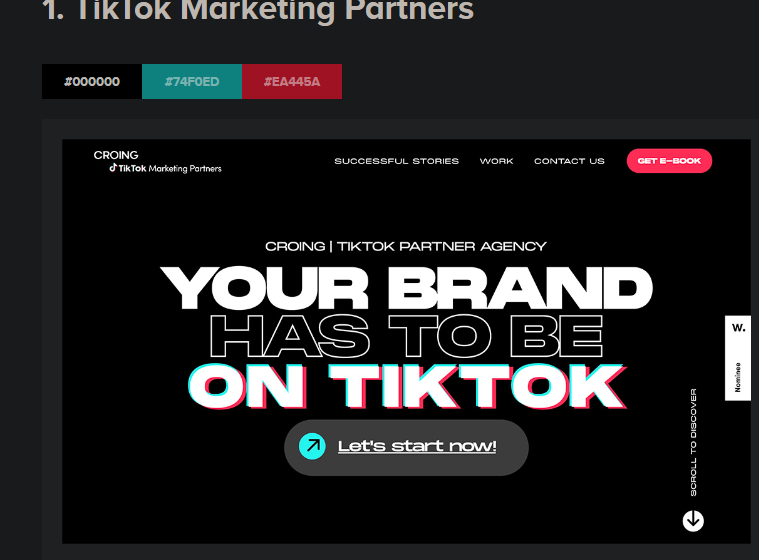 1. TikTok Marketing Partners
#000000 #74F0ED #EA445A
CROING
TikTok Marketing Partners
SUCCESSFUL STORIES WORK CONTACT US GET E-BOOK
CROING | TIKTOK PARTNER AGENCY
YOUR BRAND
HAS TO BE
ON TIKTOK
Let's start now!
W.
Nominee
SCROLL TO DISCOVER